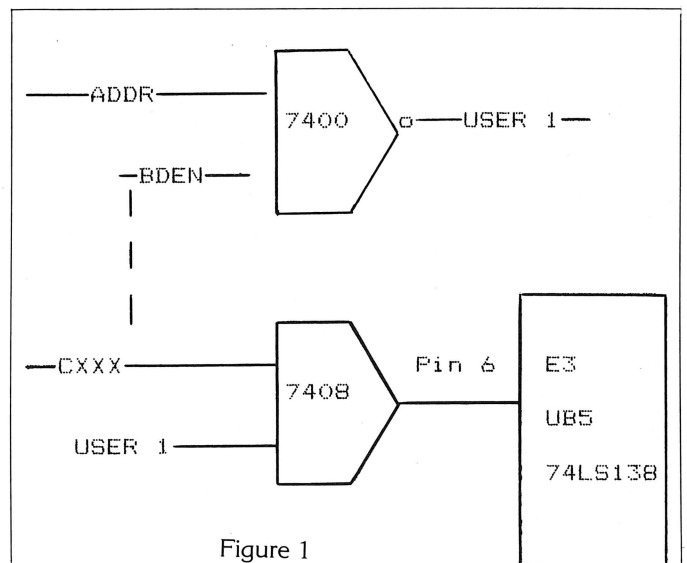 ADDR
7400
USER 1
BDEN
CXXX
Pin 6
E3
7408
UB5
USER 1
74LS138
Figure 1